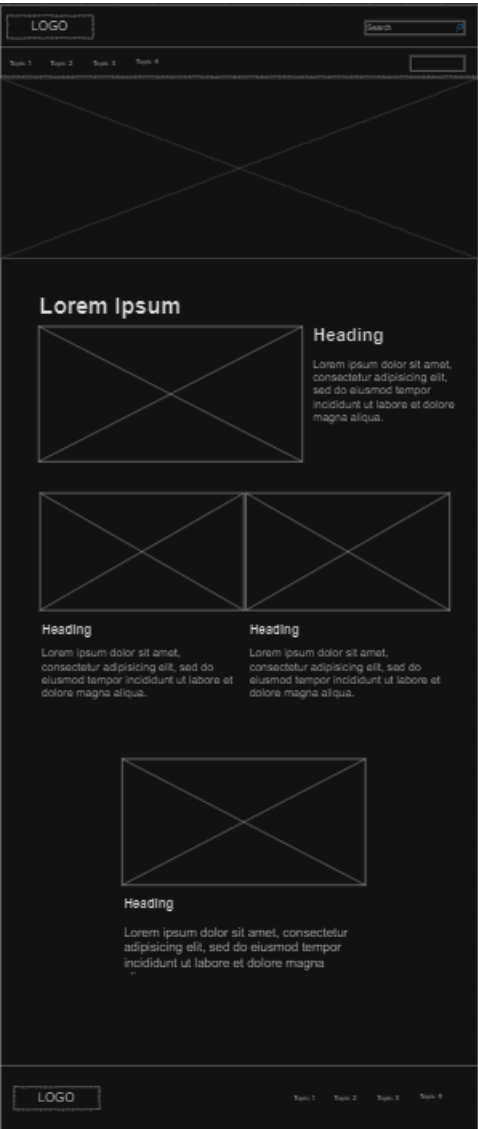 LOGO
Search
Topic 1 Topic 2 Topic 3 Topic 4
Lorem Ipsum
Heading
Lorem ipsum dolor sit amet,
consectetur adipisicing elit,
sed do eiusmod tempor
incididunt ut labore et dolore
magna aliqua.
Heading
Lorem ipsum dolor sit amet,
consectetur adipisicing elit, sed do
eiusmod tempor incididunt ut labore et
dolore magna aliqua.
Heading
Lorem ipsum dolor sit amet,
consectetur adipisicing elit, sed do
eiusmod tempor incididunt ut labore et
dolore magna aliqua.
Heading
Lorem ipsum dolor sit amet, consectetur
adipisicing elit, sed do eiusmod tempor
incididunt ut labore et dolore magna
LOGO
Topic 1 Topic 2 Topic 3 Topic 4